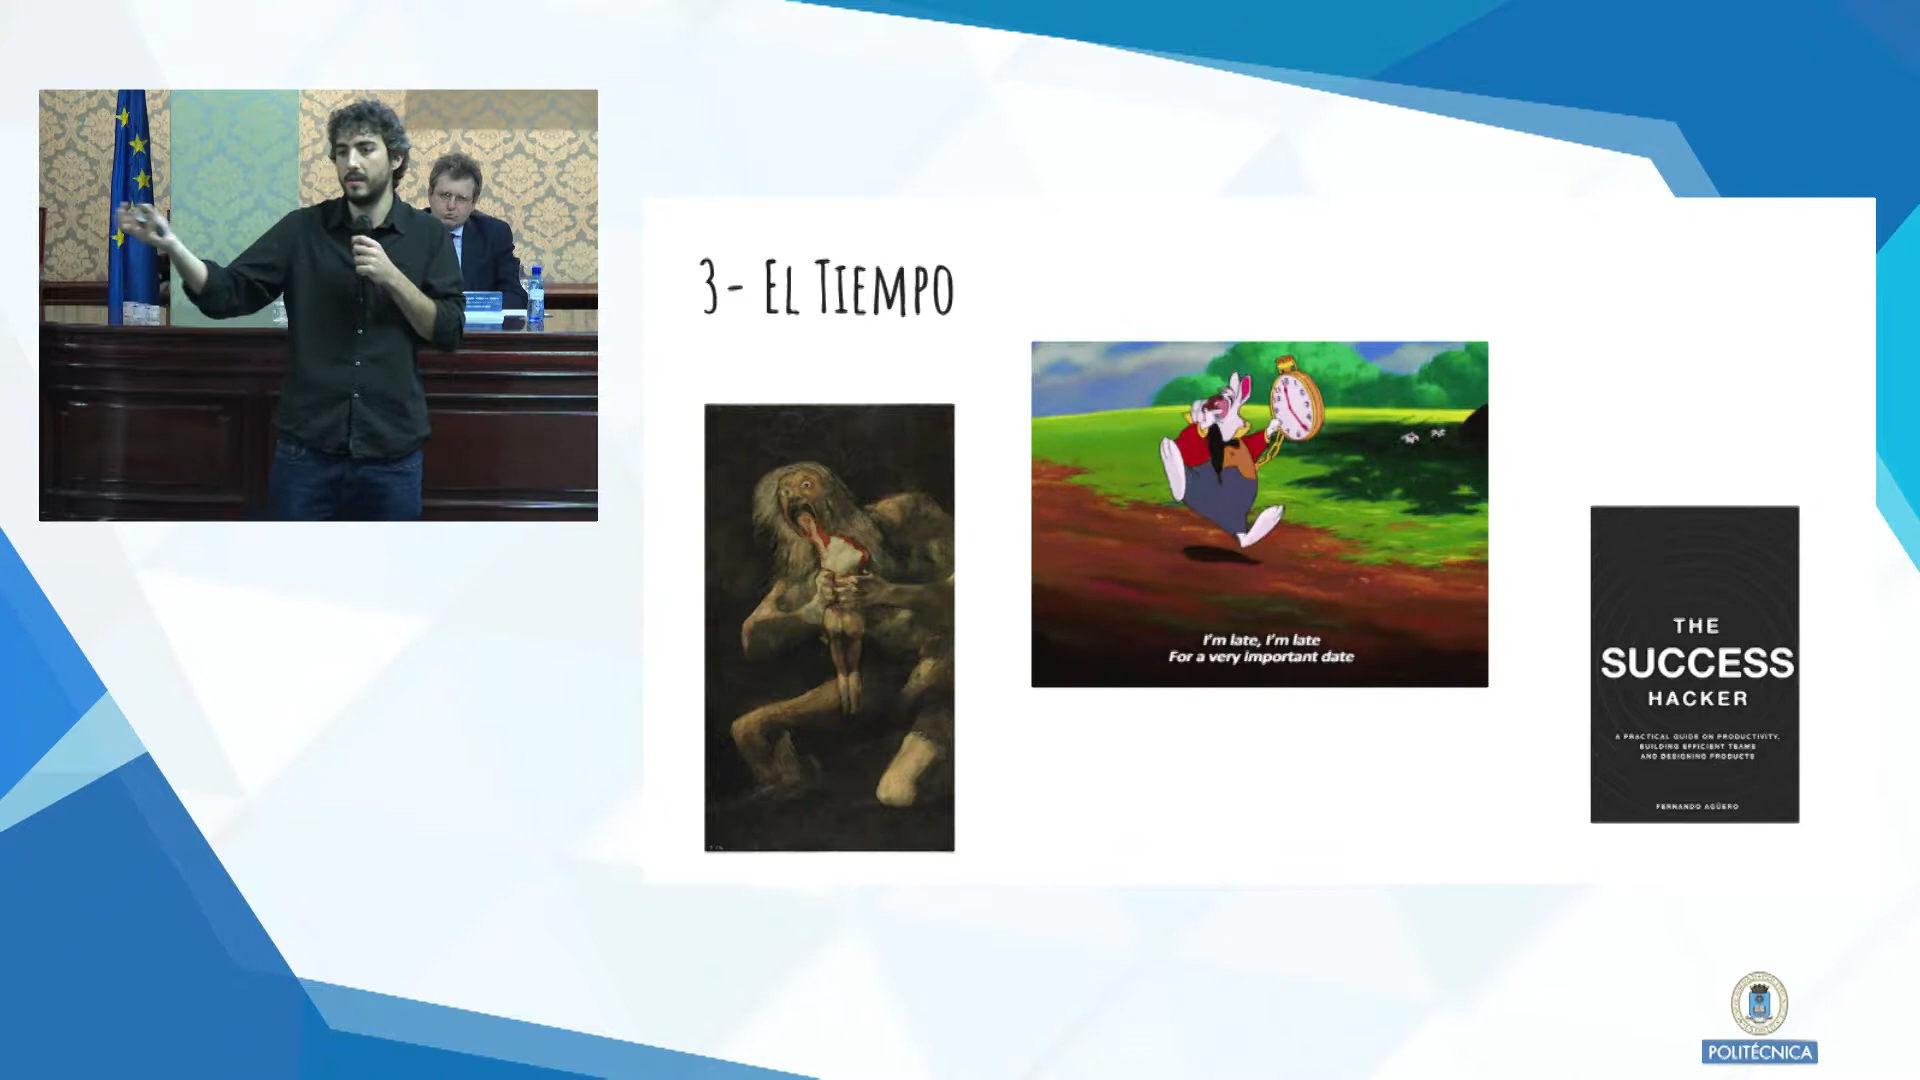 3- El Tiempo
I'm late, I'm late
For a very important date
THE
SUCCESS
HACKER
A PRACTICAL GUIDE ON PRODUCTIVITY,
BUILDING EFFICIENT TEAMS
AND DESIGNING PRODUCTS
FERNANDO AGÜERO
POLITÉCNICA